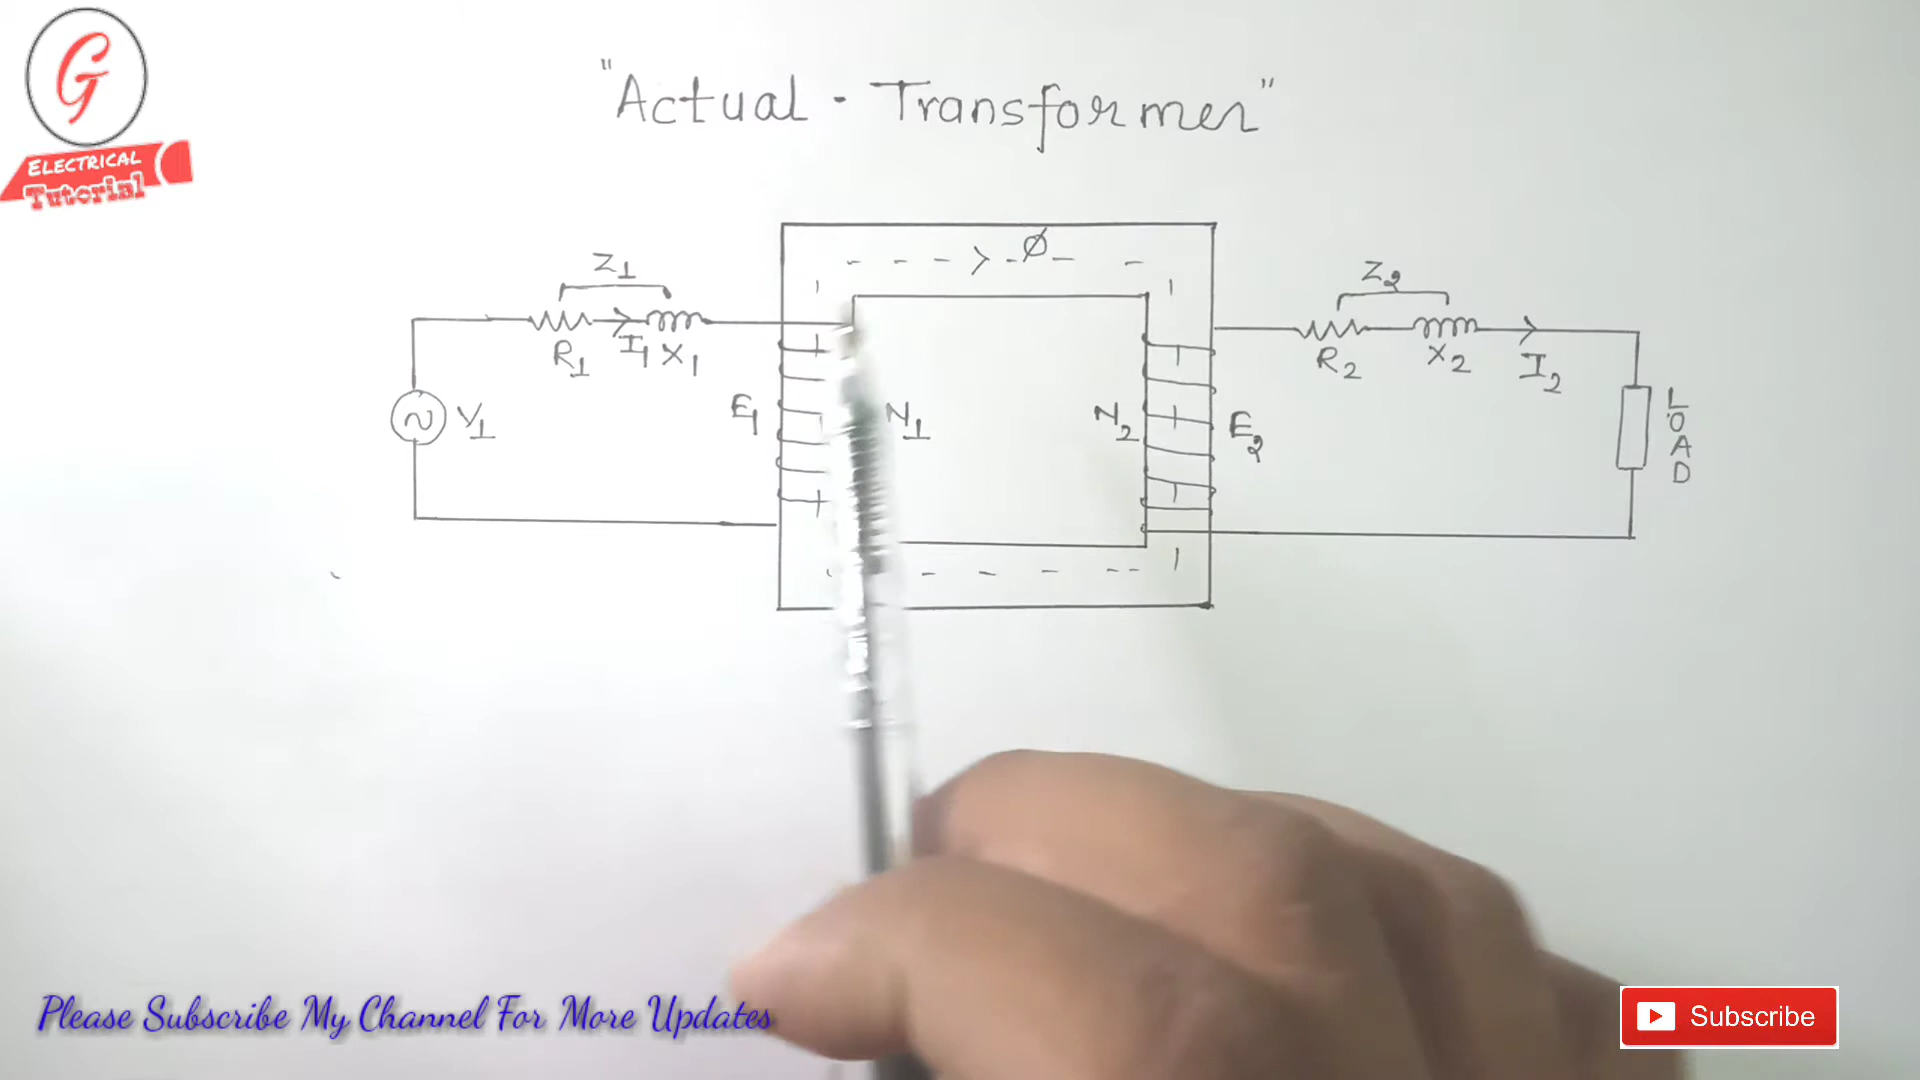 G
ELECTRICAL
Tutorial
"Actual - Transformer"
Z1
Z2
Ø
R1
I1
X1
R2
X2
I2
V1
E1
N1
N2
E2
LOAD
Please Subscribe My Channel For More Updates
Subscribe